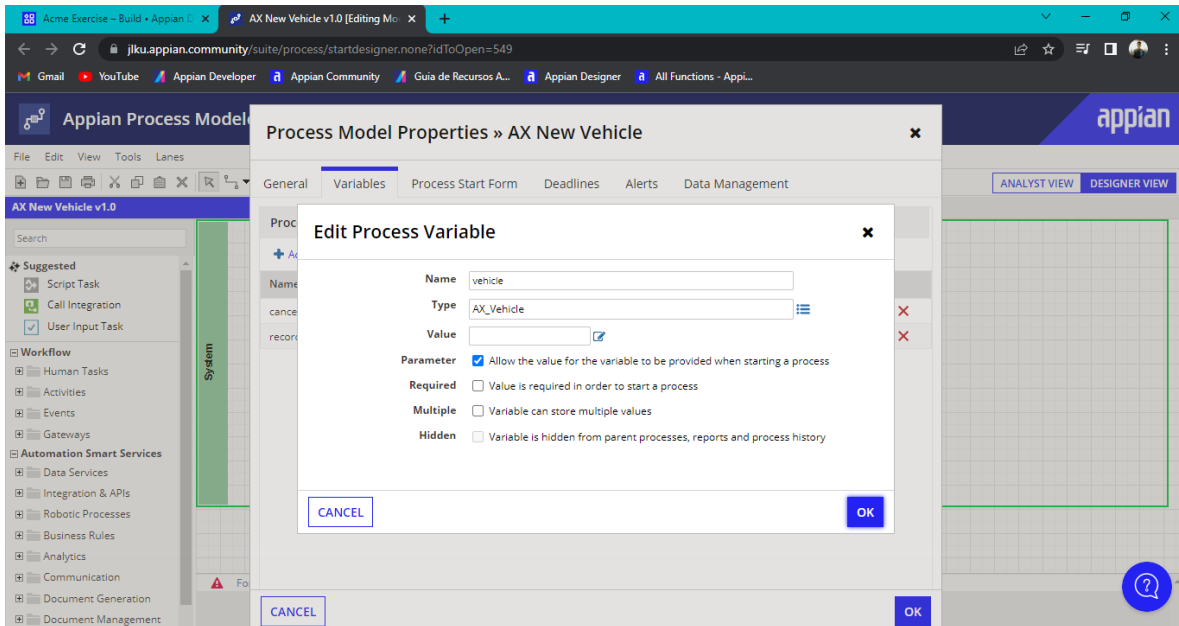 Acme Exercise – Build • Appian D
AX New Vehicle v1.0 [Editing Mo
jlku.appian.community/suite/process/startdesigner.none?idToOpen=549
Gmail YouTube Appian Developer Appian Community Guia de Recursos A... Appian Designer All Functions - Appi...
Appian Process Model
appian
Process Model Properties » AX New Vehicle
File Edit View Tools Lanes
General Variables Process Start Form Deadlines Alerts Data Management
ANALYST VIEW DESIGNER VIEW
AX New Vehicle v1.0
Search
Suggested
Script Task
Call Integration
User Input Task
Workflow
Human Tasks
Activities
Events
Gateways
Automation Smart Services
Data Services
Integration & APIs
Robotic Processes
Business Rules
Analytics
Communication
Document Generation
Document Management
System
Proc
Name
cance
recor
Edit Process Variable
Name vehicle
Type AX_Vehicle
Value
Parameter Allow the value for the variable to be provided when starting a process
Required Value is required in order to start a process
Multiple Variable can store multiple values
Hidden Variable is hidden from parent processes, reports and process history
CANCEL OK
Fo
CANCEL OK